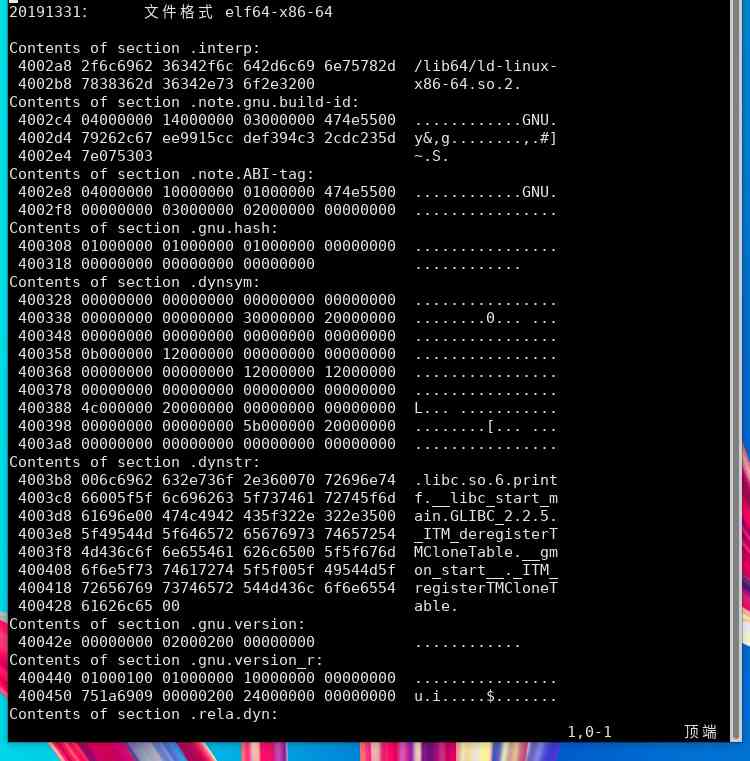 20191331:      文件格式 elf64-x86-64

Contents of section .interp:
 4002a8 2f6c6962 36342f6c 642d6c69 6e75782d  /lib64/ld-linux-
 4002b8 7838362d 36342e73 6f2e3200           x86-64.so.2.
Contents of section .note.gnu.build-id:
 4002c4 04000000 14000000 03000000 474e5500  ............GNU.
 4002d4 79262c67 ee9915cc def394c3 2cdc235d  y&,g........,.#]
 4002e4 7e075303                             ~.S.
Contents of section .note.ABI-tag:
 4002e8 04000000 10000000 01000000 474e5500  ............GNU.
 4002f8 00000000 03000000 02000000 00000000  ................
Contents of section .gnu.hash:
 400308 01000000 01000000 01000000 00000000  ................
 400318 00000000 00000000 00000000           ............
Contents of section .dynsym:
 400328 00000000 00000000 00000000 00000000  ................
 400338 00000000 00000000 30000000 20000000  ........0... ...
 400348 00000000 00000000 00000000 00000000  ................
 400358 0b000000 12000000 00000000 00000000  ................
 400368 00000000 00000000 12000000 12000000  ................
 400378 00000000 00000000 00000000 00000000  ................
 400388 4c000000 20000000 00000000 00000000  L... ...........
 400398 00000000 00000000 5b000000 20000000  ........[... ...
 4003a8 00000000 00000000 00000000 00000000  ................
Contents of section .dynstr:
 4003b8 006c6962 632e736f 2e360070 72696e74  .libc.so.6.print
 4003c8 66005f5f 6c696263 5f737461 72745f6d  f.__libc_start_m
 4003d8 61696e00 474c4942 435f322e 322e3500  ain.GLIBC_2.2.5.
 4003e8 5f49544d 5f646572 65676973 74657254  _ITM_deregisterT
 4003f8 4d436c6f 6e655461 626c6500 5f5f676d  MCloneTable.__gm
 400408 6f6e5f73 74617274 5f5f005f 49544d5f  on_start__._ITM_
 400418 72656769 73746572 544d436c 6f6e6554  registerTMCloneT
 400428 61626c65 00                          able.
Contents of section .gnu.version:
 40042e 00000000 02000200 00000000           ............
Contents of section .gnu.version_r:
 400440 01000100 01000000 10000000 00000000  ................
 400450 751a6909 00000200 24000000 00000000  u.i.....$.......
Contents of section .rela.dyn:
1,0-1        顶端